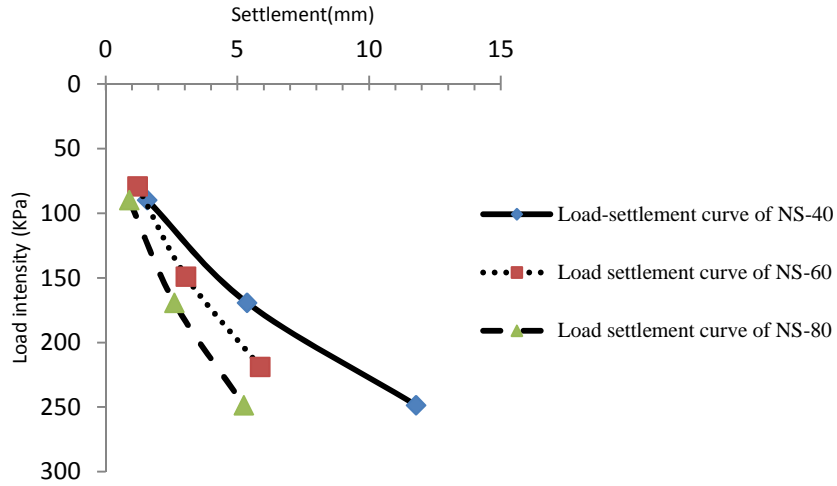 Settlement(mm)
0 5 10 15
0
50
100
150
200
250
300
Load intensity (KPa)
Load-settlement curve of NS-40
Load settlement curve of NS-60
Load settlement curve of NS-80